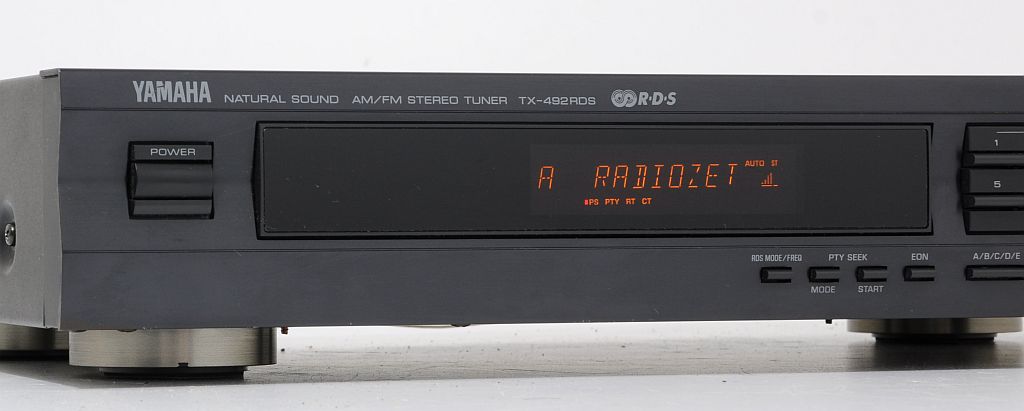 YAMAHA NATURAL SOUND AM/FM STEREO TUNER TX-492RDS R·D·S
POWER
A RADIOZET AUTO ST
PS PTY RT CT
1
5
RDS MODE/FREQ PTY SEEK EON A/B/C/D/E
MODE START